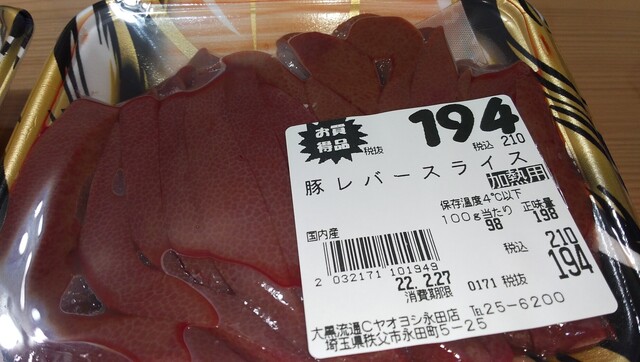 お買
得品
税抜 194
税込 210
豚レバースライス
加熱用
保存温度4℃以下
100g当たり 正味量
98 198
国内産
税込 210
2 032171 101949
22. 2.27 0171 税抜 194
消費期限
大黒流通Cヤオヨシ永田店 ℡25-6200
埼玉県秩父市永田町5-25